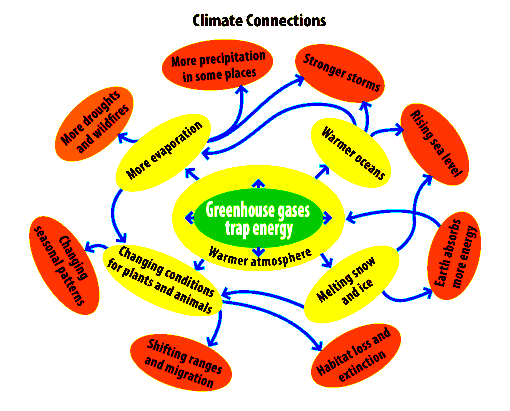 Climate Connections
More precipitation
in some places
Stronger storms
More droughts
and wildfires
More evaporation
Warmer oceans
Rising sea level
Greenhouse gases
trap energy
Warmer atmosphere
Changing
seasonal patterns
Changing conditions
for plants and animals
Melting snow
and ice
Earth absorbs
more energy
Shifting ranges
and migration
Habitat loss and
extinction